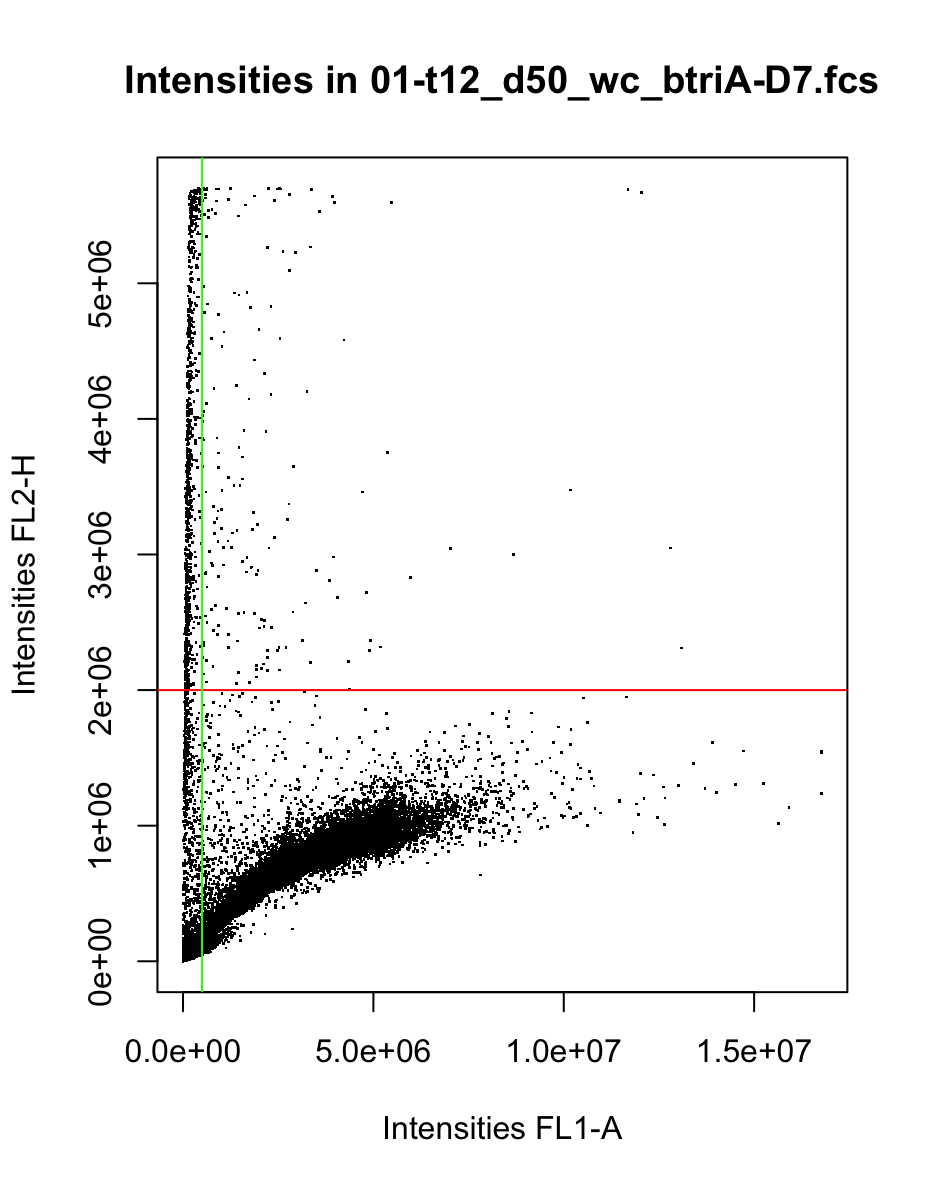 Intensities in 01-t12_d50_wc_btriA-D7.fcs
Intensities FL2-H
5e+06
4e+06
3e+06
2e+06
1e+06
0e+00
0.0e+00 5.0e+06 1.0e+07 1.5e+07
Intensities FL1-A